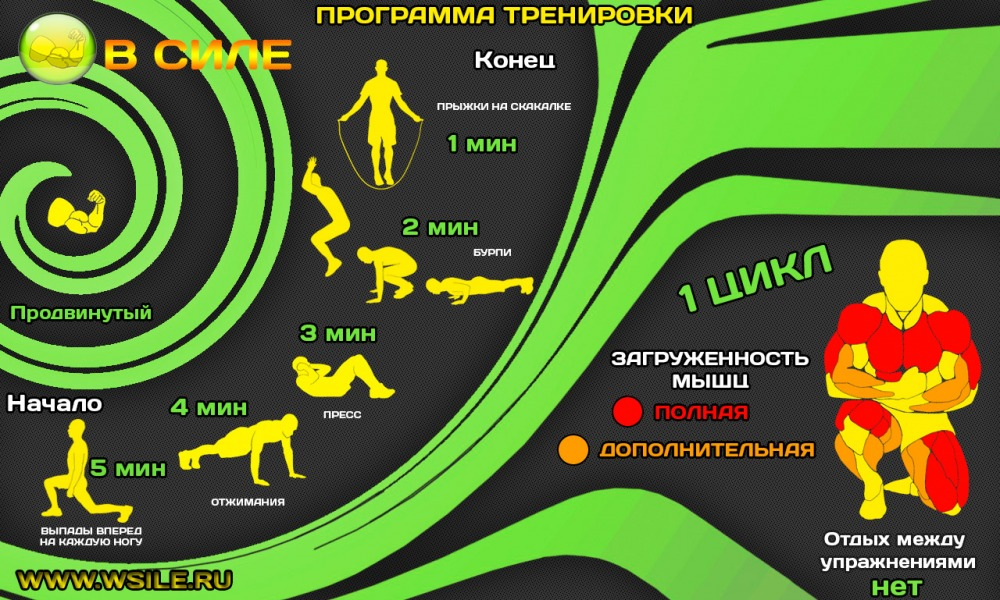 ПРОГРАММА ТРЕНИРОВКИ
В СИЛЕ
Конец
ПРЫЖКИ НА СКАКАЛКЕ
1 мин
2 мин
БУРПИ
Продвинутый
3 мин
ПРЕСС
Начало
4 мин
ОТЖИМАНИЯ
5 мин
ВЫПАДЫ ВПЕРЕД
НА КАЖДУЮ НОГУ
WWW.WSILE.RU
1 ЦИКЛ
ЗАГРУЖЕННОСТЬ
МЫШЦ
ПОЛНАЯ
ДОПОЛНИТЕЛЬНАЯ
Отдых между
упражнениями
нет